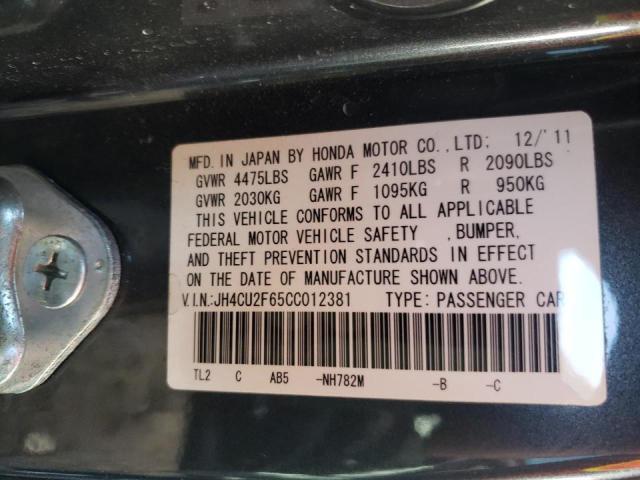 MFD. IN JAPAN BY HONDA MOTOR CO., LTD: 12/'11
GVWR 4475LBS GAWR F 2410LBS R 2090LBS
GVWR 2030KG GAWR F 1095KG R 950KG
THIS VEHICLE CONFORMS TO ALL APPLICABLE
FEDERAL MOTOR VEHICLE SAFETY , BUMPER,
AND THEFT PREVENTION STANDARDS IN EFFECT
ON THE DATE OF MANUFACTURE SHOWN ABOVE.
V.I.N:JH4CU2F65CC012381 TYPE: PASSENGER CAR
TL2 C AB5 -NH782M -B -C